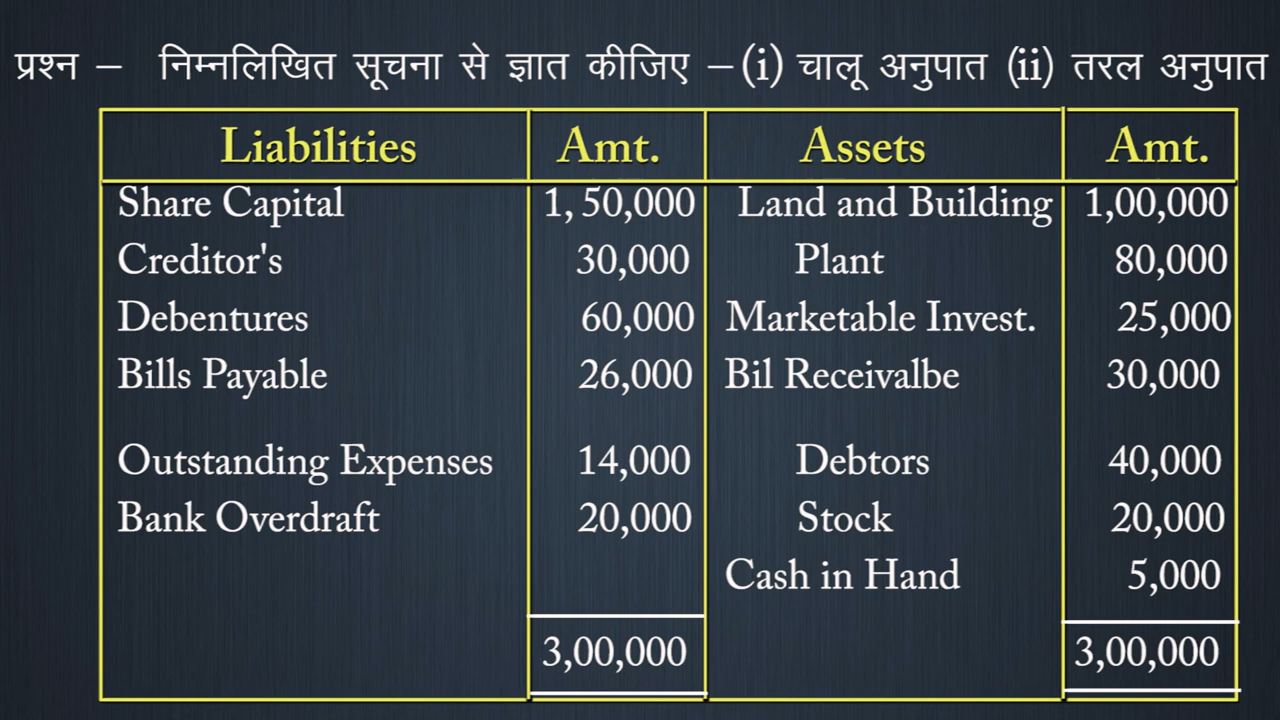 प्रश्न – निम्नलिखित सूचना से ज्ञात कीजिए –(i) चालू अनुपात (ii) तरल अनुपात
Liabilities Amt. Assets Amt.
Share Capital 1, 50,000 Land and Building 1,00,000
Creditor's 30,000 Plant 80,000
Debentures 60,000 Marketable Invest. 25,000
Bills Payable 26,000 Bil Receivalbe 30,000
Outstanding Expenses 14,000 Debtors 40,000
Bank Overdraft 20,000 Stock 20,000
Cash in Hand 5,000
3,00,000 3,00,000